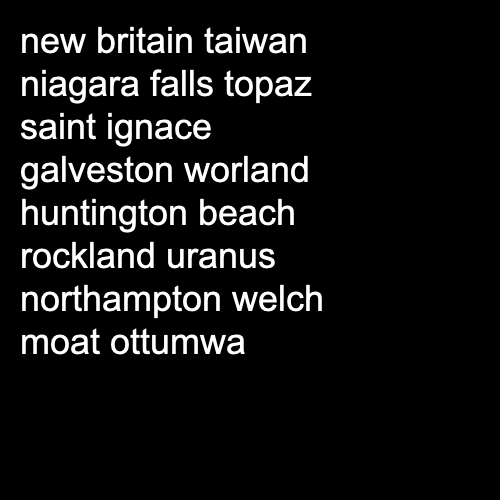 new britain taiwan
niagara falls topaz
saint ignace
galveston worland
huntington beach
rockland uranus
northampton welch
moat ottumwa